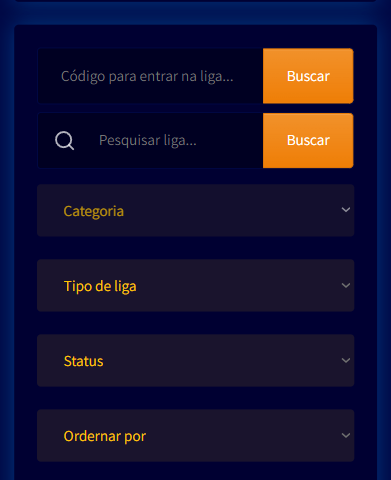 Código para entrar na liga...
Buscar
Pesquisar liga...
Buscar
Categoria
Tipo de liga
Status
Ordernar por